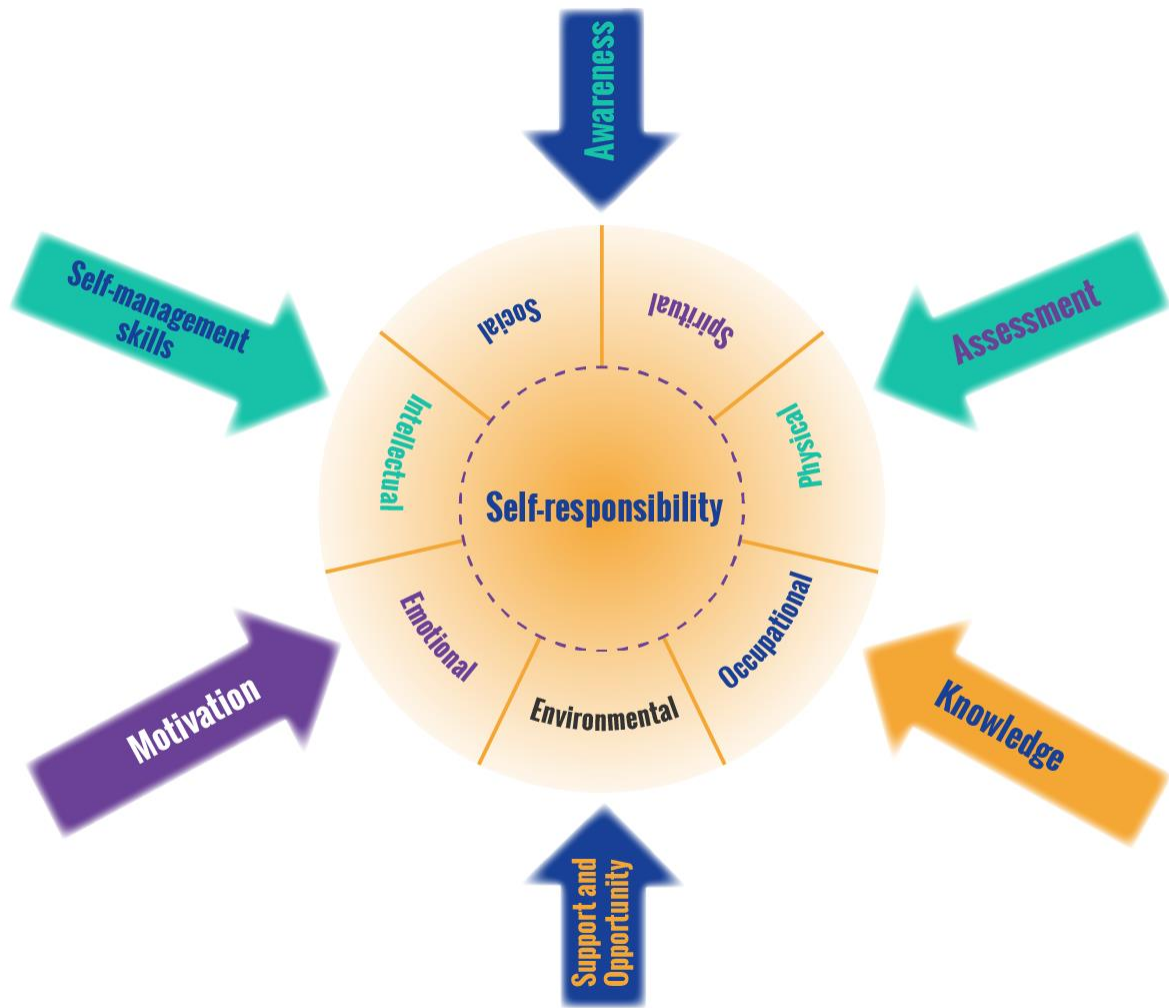 Awareness
Self-management
skills
Assessment
Social
Spiritual
Intellectual
Physical
Self-responsibility
Emotional
Occupational
Environmental
Motivation
Knowledge
Support and
Opportunity